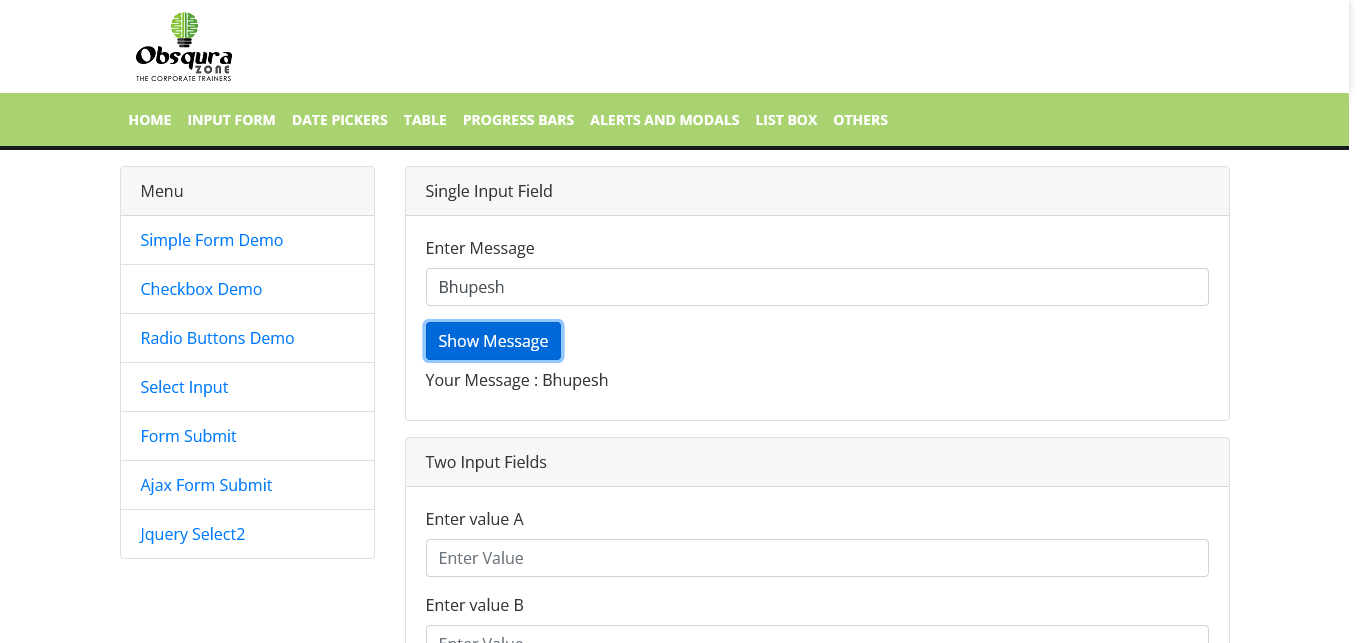 Obsqura
ZONE
THE CORPORATE TRAINERS
HOME INPUT FORM DATE PICKERS TABLE PROGRESS BARS ALERTS AND MODALS LIST BOX OTHERS
Menu
Simple Form Demo
Checkbox Demo
Radio Buttons Demo
Select Input
Form Submit
Ajax Form Submit
Jquery Select2
Single Input Field
Enter Message
Bhupesh
Show Message
Your Message : Bhupesh
Two Input Fields
Enter value A
Enter Value
Enter value B
Enter Value